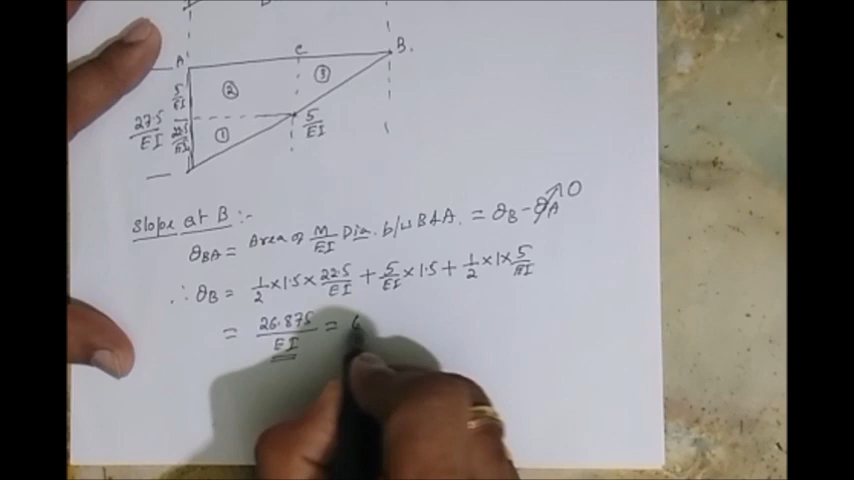 A
C
B.
5/EI
②
③
27.5/EI
22.5/EI
①
5/EI
Slope at B :-
θBA = Area of M/EI Dia. b/w B & A. = θB - θA 0
∴ θB = 1/2 × 1.5 × 22.5/EI + 5/EI × 1.5 + 1/2 × 1 × 5/EI
= 26.875/EI =